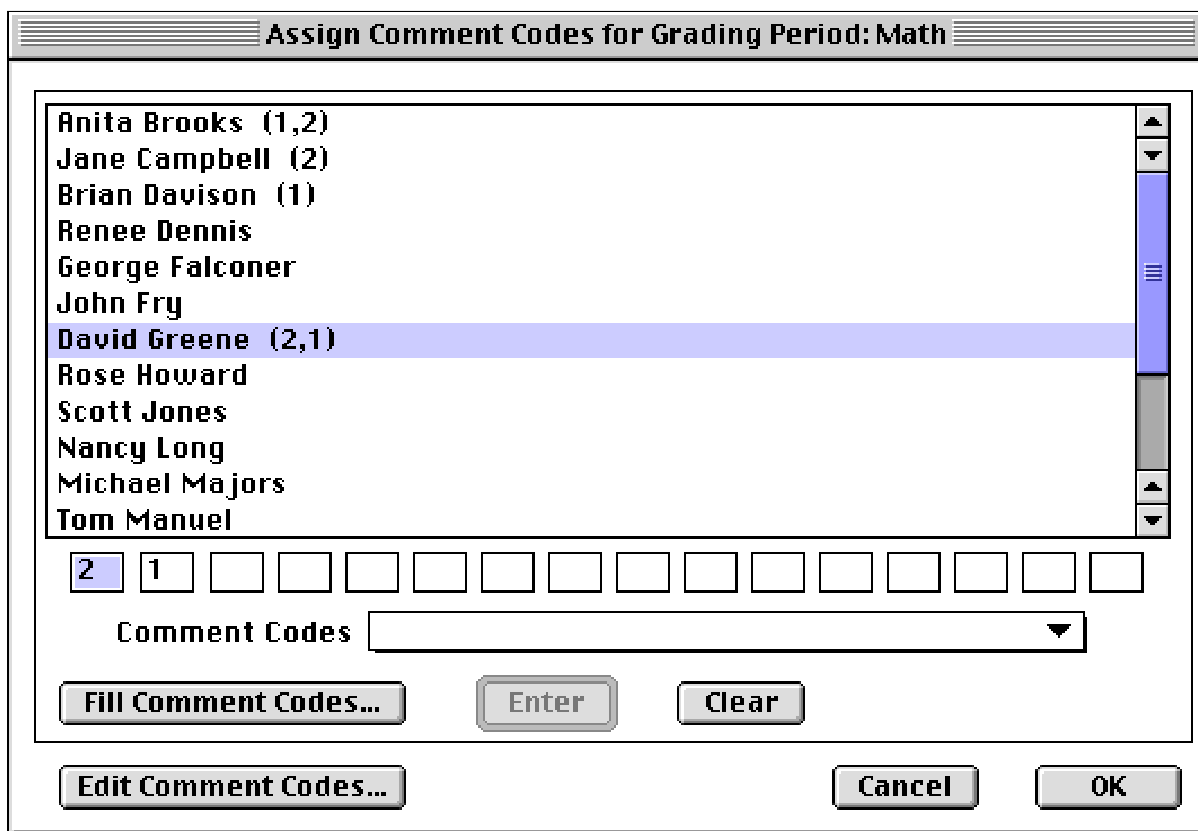 Assign Comment Codes for Grading Period: Math
Anita Brooks (1,2)
Jane Campbell (2)
Brian Davison (1)
Renee Dennis
George Falconer
John Fry
David Greene (2,1)
Rose Howard
Scott Jones
Nancy Long
Michael Majors
Tom Manuel
2 1
Comment Codes
Fill Comment Codes... Enter Clear
Edit Comment Codes... Cancel OK